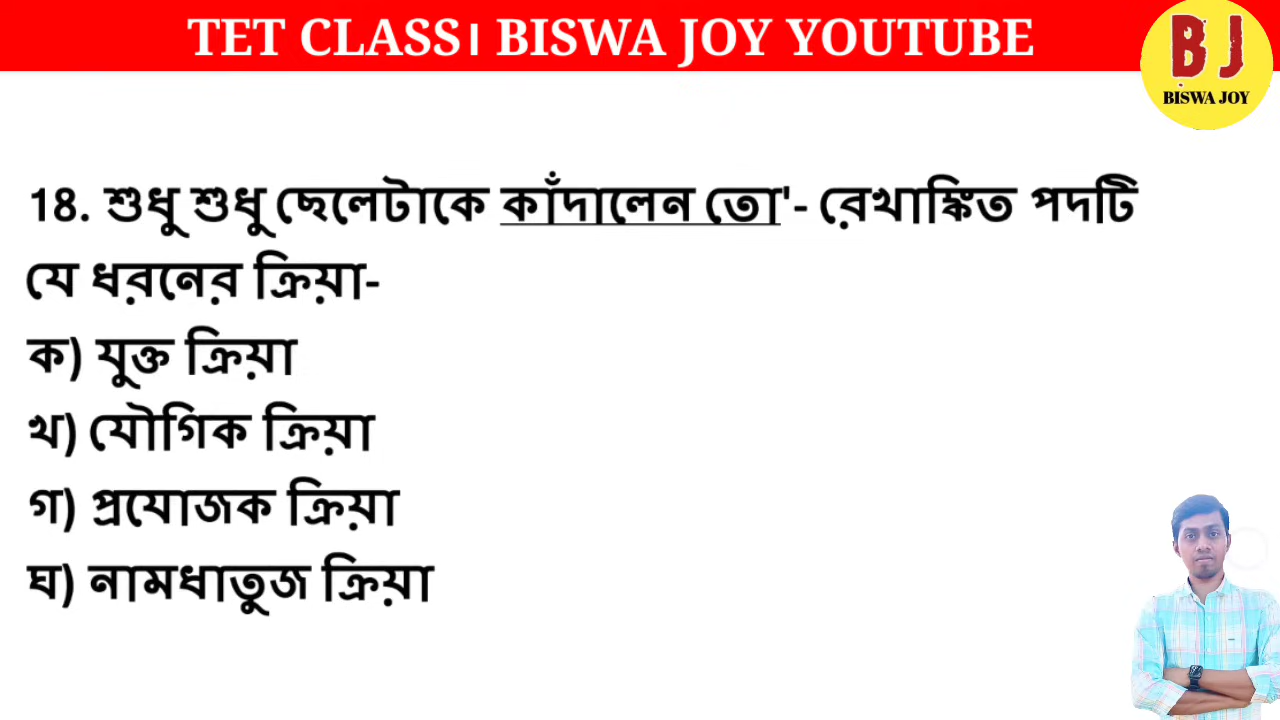 TET CLASS। BISWA JOY YOUTUBE
BJ
BISWA JOY
18. শুধু শুধু ছেলেটাকে কাঁদালেন তো'- রেখাঙ্কিত পদটি
যে ধরনের ক্রিয়া-
ক) যুক্ত ক্রিয়া
খ) যৌগিক ক্রিয়া
গ) প্রযোজক ক্রিয়া
ঘ) নামধাতুজ ক্রিয়া